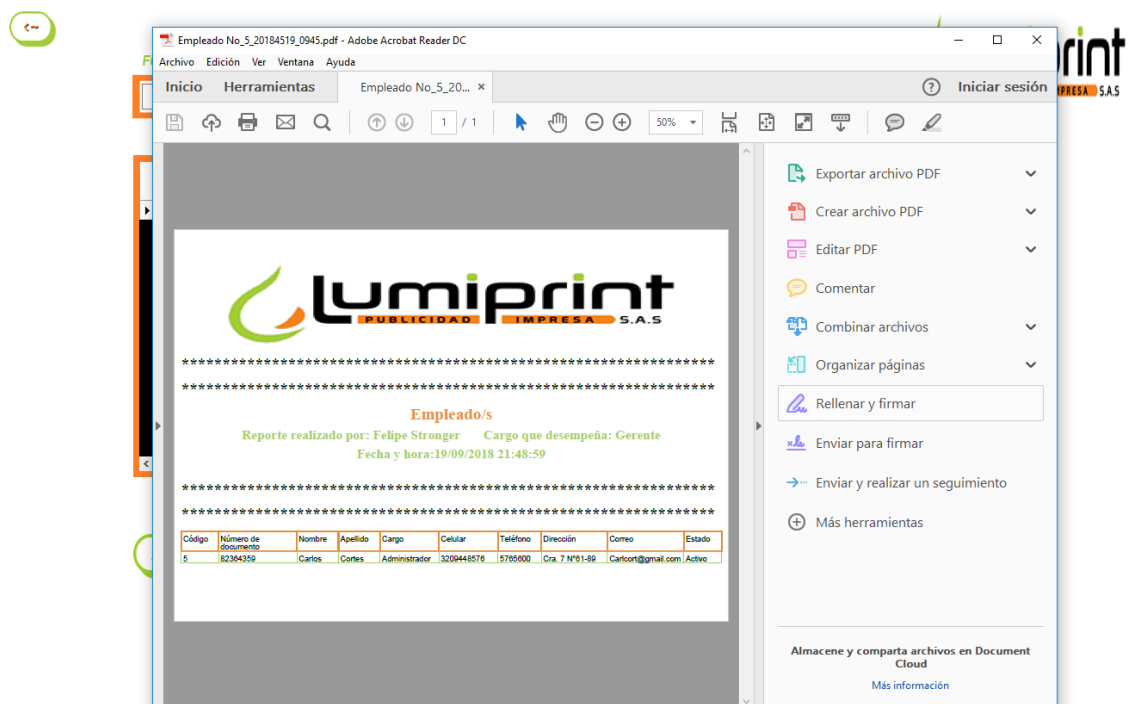 Empleado No_5_20184519_0945.pdf - Adobe Acrobat Reader DC
Archivo Edición Ver Ventana Ayuda
Inicio Herramientas Empleado No_5_20... × Iniciar sesión
1 / 1 50%
rint
IPRESA S.A.S
Exportar archivo PDF
Crear archivo PDF
Editar PDF
Comentar
Combinar archivos
Organizar páginas
Rellenar y firmar
Enviar para firmar
Enviar y realizar un seguimiento
Más herramientas
Almacene y comparta archivos en Document
Cloud
Más información
Lumiprint
PUBLICIDAD IMPRESA S.A.S
*****************************************************************
*****************************************************************
Empleado/s
Reporte realizado por: Felipe Stronger Cargo que desempeña: Gerente
Fecha y hora:19/09/2018 21:48:59
*****************************************************************
*****************************************************************
Código Número de documento Nombre Apellido Cargo Celular Teléfono Dirección Correo Estado
5 82364359 Carlos Cortes Administrador 3209448576 5765600 Cra. 7 Nº61-89 Carlcort@gmail.com Activo